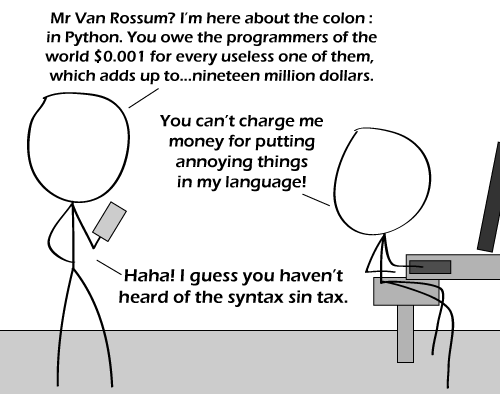 Mr Van Rossum? I'm here about the colon :
in Python. You owe the programmers of the
world $0.001 for every useless one of them,
which adds up to...nineteen million dollars.
You can't charge me
money for putting
annoying things
in my language!
Haha! I guess you haven't
heard of the syntax sin tax.